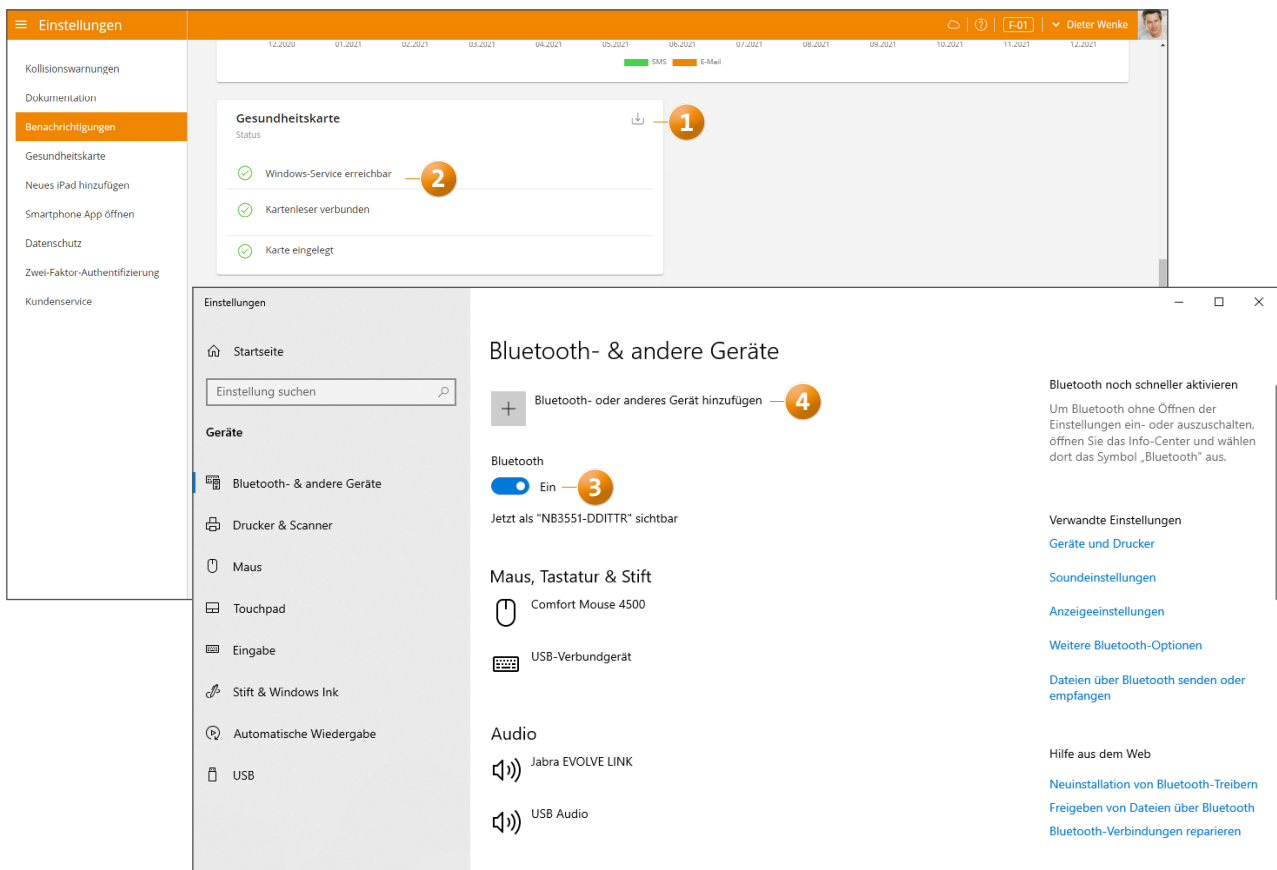 Einstellungen
F-01
Dieter Wenke
Kollisionswarnungen
Dokumentation
Benachrichtigungen
Gesundheitskarte
Neues iPad hinzufügen
Smartphone App öffnen
Datenschutz
Zwei-Faktor-Authentifizierung
Kundenservice
12.2020 01.2021 02.2021 03.2021 04.2021 05.2021 06.2021 07.2021 08.2021 09.2021 10.2021 11.2021 12.2021
SMS E-Mail
Gesundheitskarte
1
Status
Windows-Service erreichbar
2
Kartenleser verbunden
Karte eingelegt
Einstellungen
Startseite
Einstellung suchen
Geräte
Bluetooth- & andere Geräte
Drucker & Scanner
Maus
Touchpad
Eingabe
Stift & Windows Ink
Automatische Wiedergabe
USB
Bluetooth- & andere Geräte
Bluetooth- oder anderes Gerät hinzufügen
4
Bluetooth
Ein
3
Jetzt als "NB3551-DDITTR" sichtbar
Maus, Tastatur & Stift
Comfort Mouse 4500
USB-Verbundgerät
Audio
Jabra EVOLVE LINK
USB Audio
Bluetooth noch schneller aktivieren
Um Bluetooth ohne Öffnen der
Einstellungen ein- oder auszuschalten,
öffnen Sie das Info-Center und wählen
dort das Symbol „Bluetooth“ aus.
Verwandte Einstellungen
Geräte und Drucker
Soundeinstellungen
Anzeigeeinstellungen
Weitere Bluetooth-Optionen
Dateien über Bluetooth senden oder
empfangen
Hilfe aus dem Web
Neuinstallation von Bluetooth-Treibern
Freigeben von Dateien über Bluetooth
Bluetooth-Verbindungen reparieren